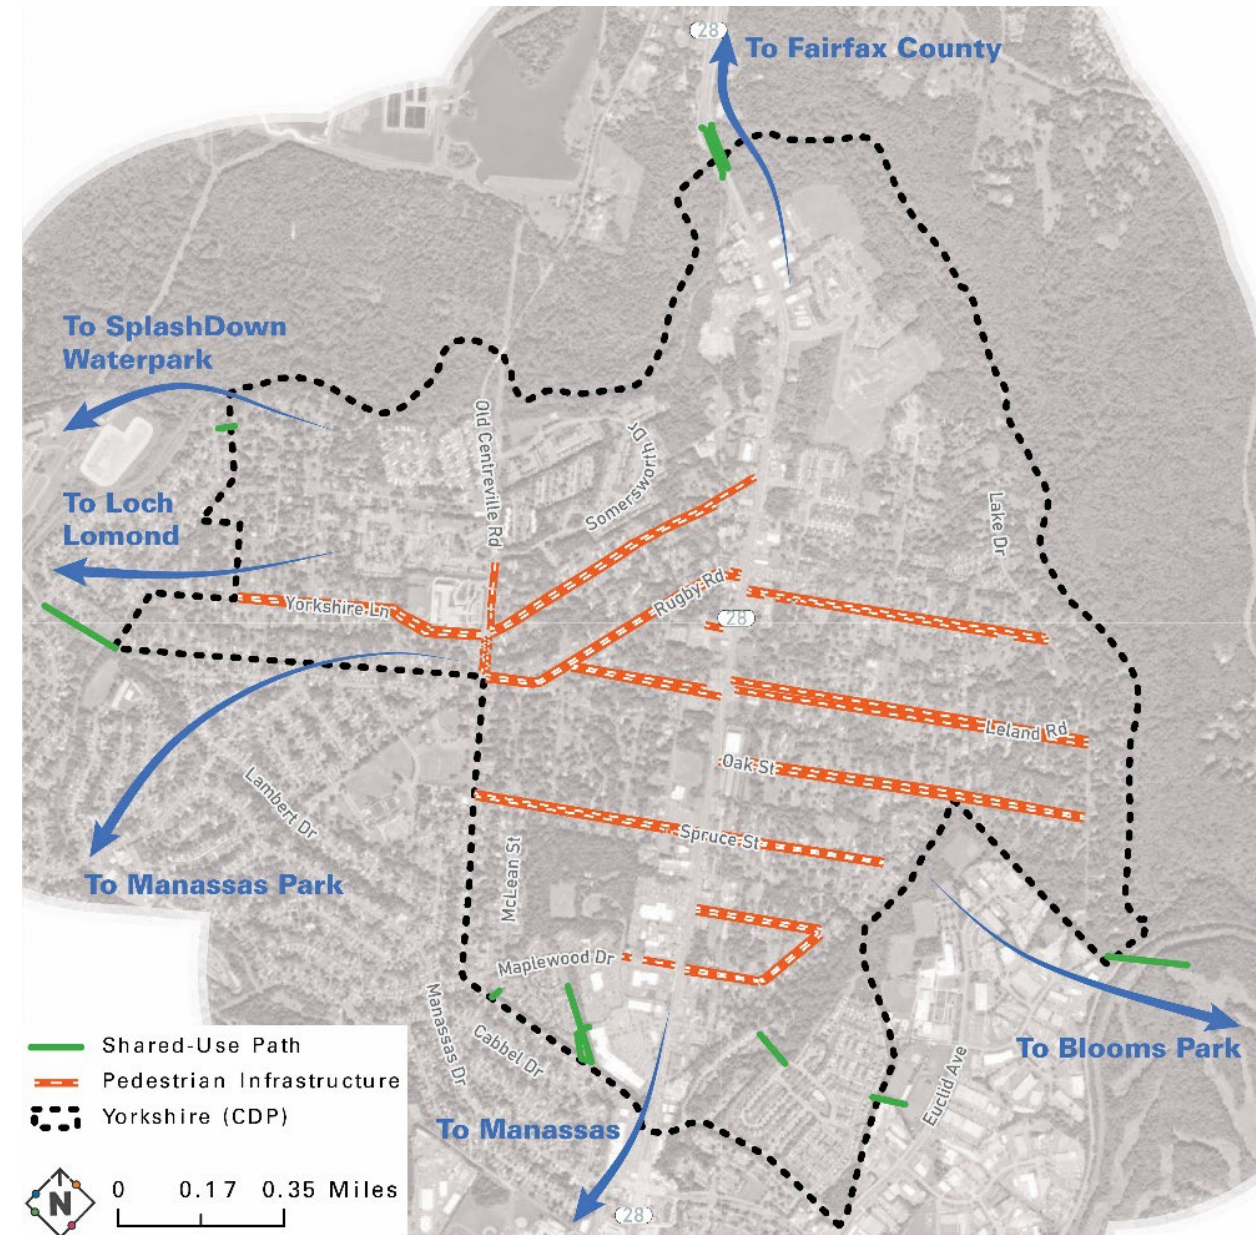 28
To Fairfax County
To SplashDown
Waterpark
Old Centreville Rd
Somersworth Dr
To Loch
Lomond
Lake Dr
Yorkshire Ln
Rugby Rd
28
Leland Rd
Oak St
Lambert Dr
Spruce St
To Manassas Park
McLean St
Maplewood Dr
Manassas Dr
Cabbel Dr
Euclid Ave
To Blooms Park
To Manassas
28
Shared-Use Path
Pedestrian Infrastructure
Yorkshire (CDP)
N
0 0.17 0.35 Miles